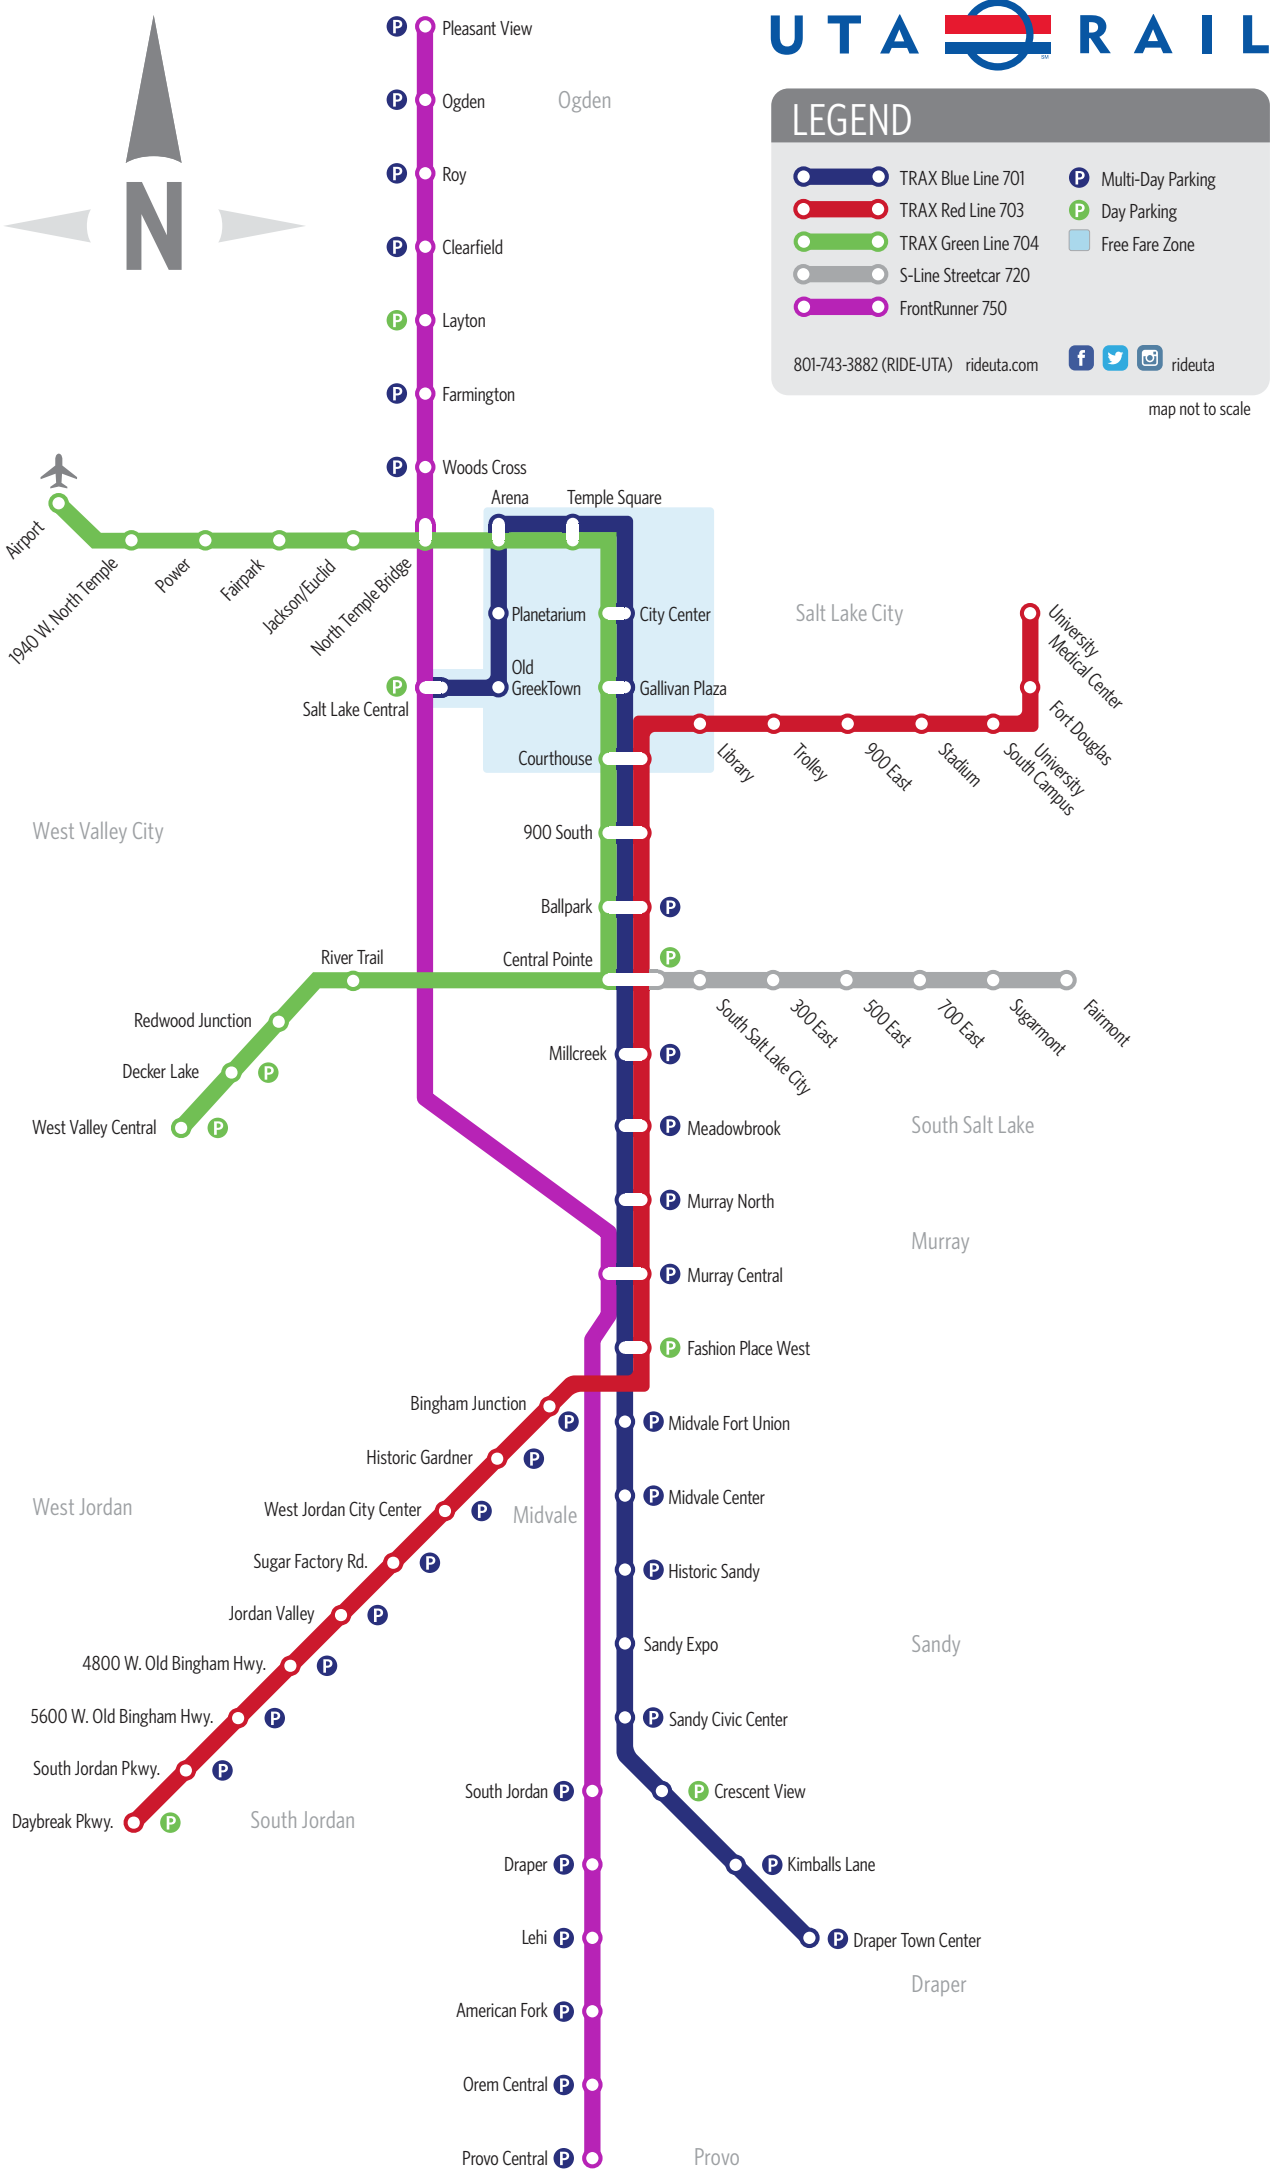 UTA RAIL
SM
LEGEND
TRAX Blue Line 701
TRAX Red Line 703
TRAX Green Line 704
S-Line Streetcar 720
FrontRunner 750
P Multi-Day Parking
P Day Parking
Free Fare Zone
801-743-3882 (RIDE-UTA) rideuta.com
f rideuta
map not to scale
N
P Pleasant View
P Ogden
Ogden
P Roy
P Clearfield
P Layton
P Farmington
P Woods Cross
Airport
1940 W. North Temple
Power
Fairpark
Jackson/Euclid
North Temple Bridge
Arena
Temple Square
Planetarium
City Center
Salt Lake City
Old
GreekTown
Gallivan Plaza
P
Salt Lake Central
Courthouse
Library
Trolley
900 East
Stadium
University
South Campus
Fort Douglas
University
Medical Center
West Valley City
900 South
Ballpark P
Central Pointe P
River Trail
Redwood Junction
Decker Lake P
West Valley Central P
South Salt Lake City
300 East
500 East
700 East
Sugarmont
Fairmont
Millcreek P
P Meadowbrook
South Salt Lake
P Murray North
Murray
P Murray Central
P Fashion Place West
Bingham Junction P
Historic Gardner P
West Jordan City Center P
Sugar Factory Rd. P
Jordan Valley P
4800 W. Old Bingham Hwy. P
5600 W. Old Bingham Hwy. P
South Jordan Pkwy. P
Daybreak Pkwy. P
West Jordan
Midvale
South Jordan
P Midvale Fort Union
P Midvale Center
P Historic Sandy
Sandy Expo
Sandy
P Sandy Civic Center
P Crescent View
P Kimballs Lane
P Draper Town Center
Draper
South Jordan P
Draper P
Lehi P
American Fork P
Orem Central P
Provo Central P
Provo